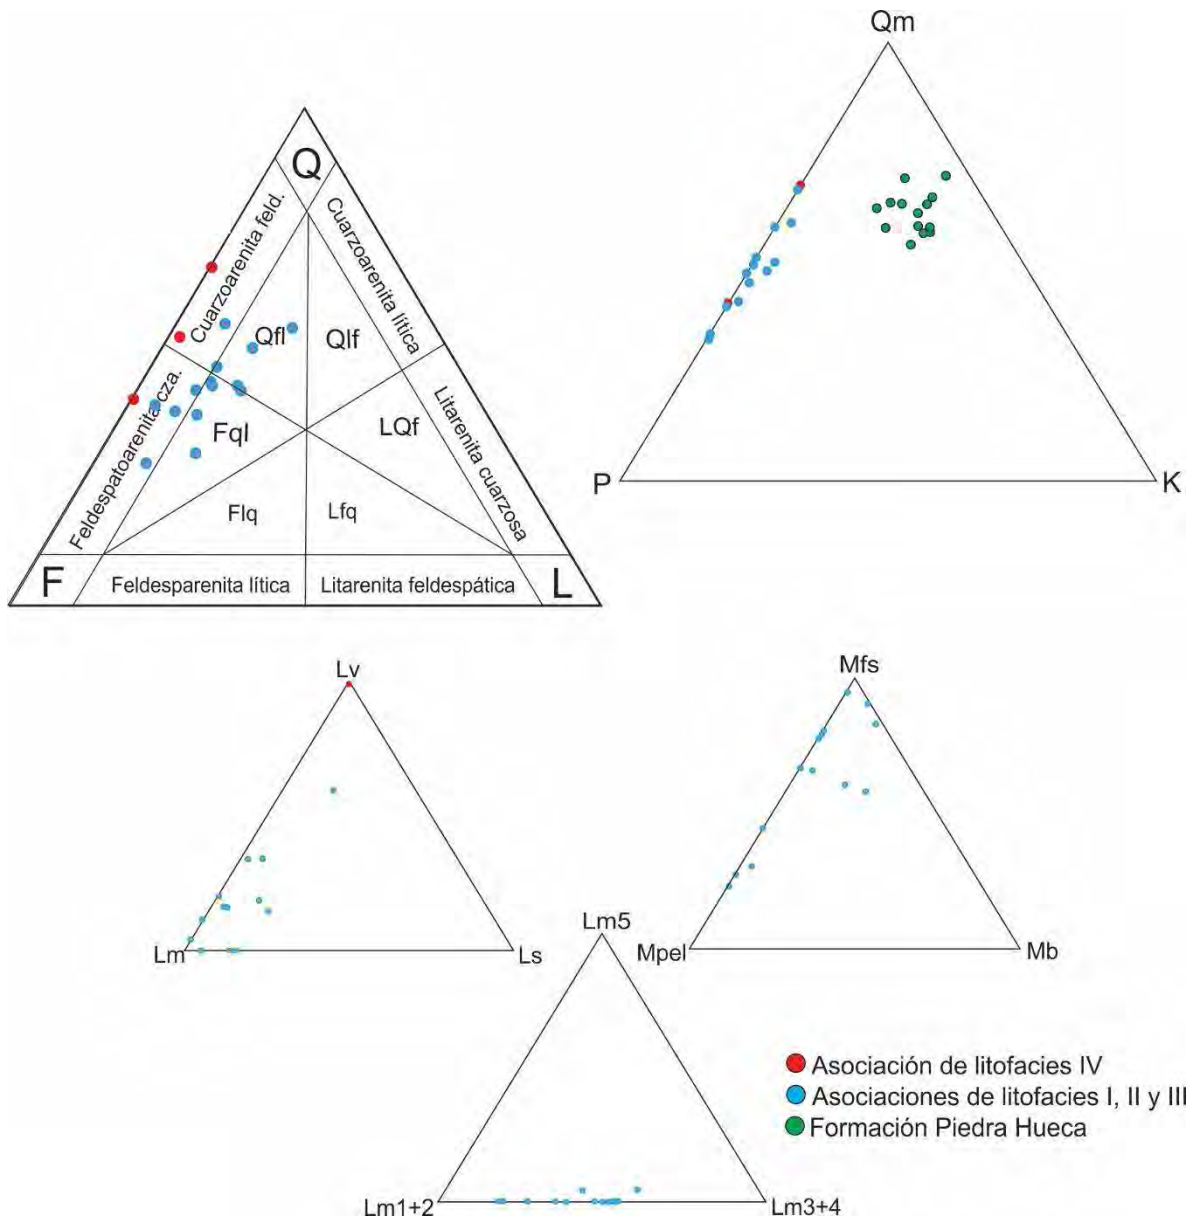 Qm
P
K
Q
Cuarzoarenita feld.
Cuarzoarenita lítica
Qfl
Qlf
Feldespatoarenita cza.
Fql
LQf
Litarenita cuarzosa
Flq
Lfq
F
Feldesparenita lítica
Litarenita feldespática
L
Lv
Lm
Ls
Mfs
Mpel
Mb
Lm5
Lm1+2
Lm3+4
Asociación de litofacies IV
Asociaciones de litofacies I, II y III
Formación Piedra Hueca